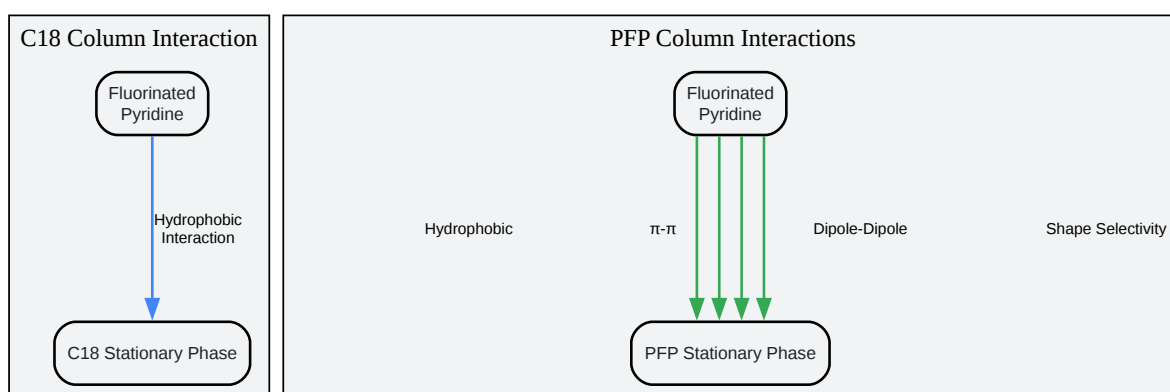 C18 Column Interaction
Fluorinated
Pyridine
Hydrophobic
Interaction
C18 Stationary Phase
PFP Column Interactions
Fluorinated
Pyridine
Hydrophobic
π-π
Dipole-Dipole
Shape Selectivity
PFP Stationary Phase